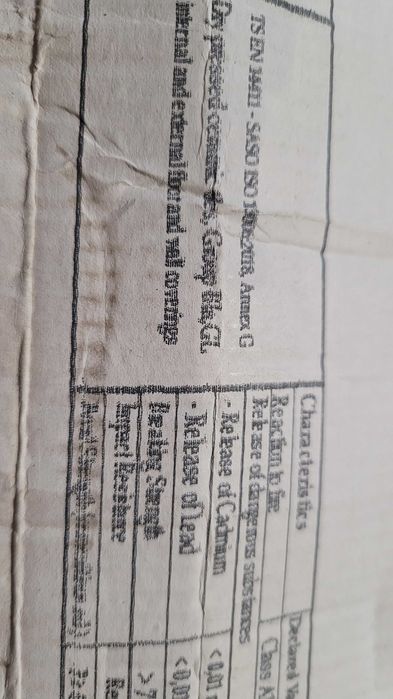 TS EN 14411 - SASO ISO 13006:2018, Annex G
Dry pressed ceramic tiles, Group BIa, GL
internal and external floor and wall coverings
Characteristics
Declared
Reaction to fire
Class A
Release of dangerous substances
- Release of Cadmium
< 0,01
- Release of Lead
< 0,0
Breaking Strength
> 7
Impact Resistance